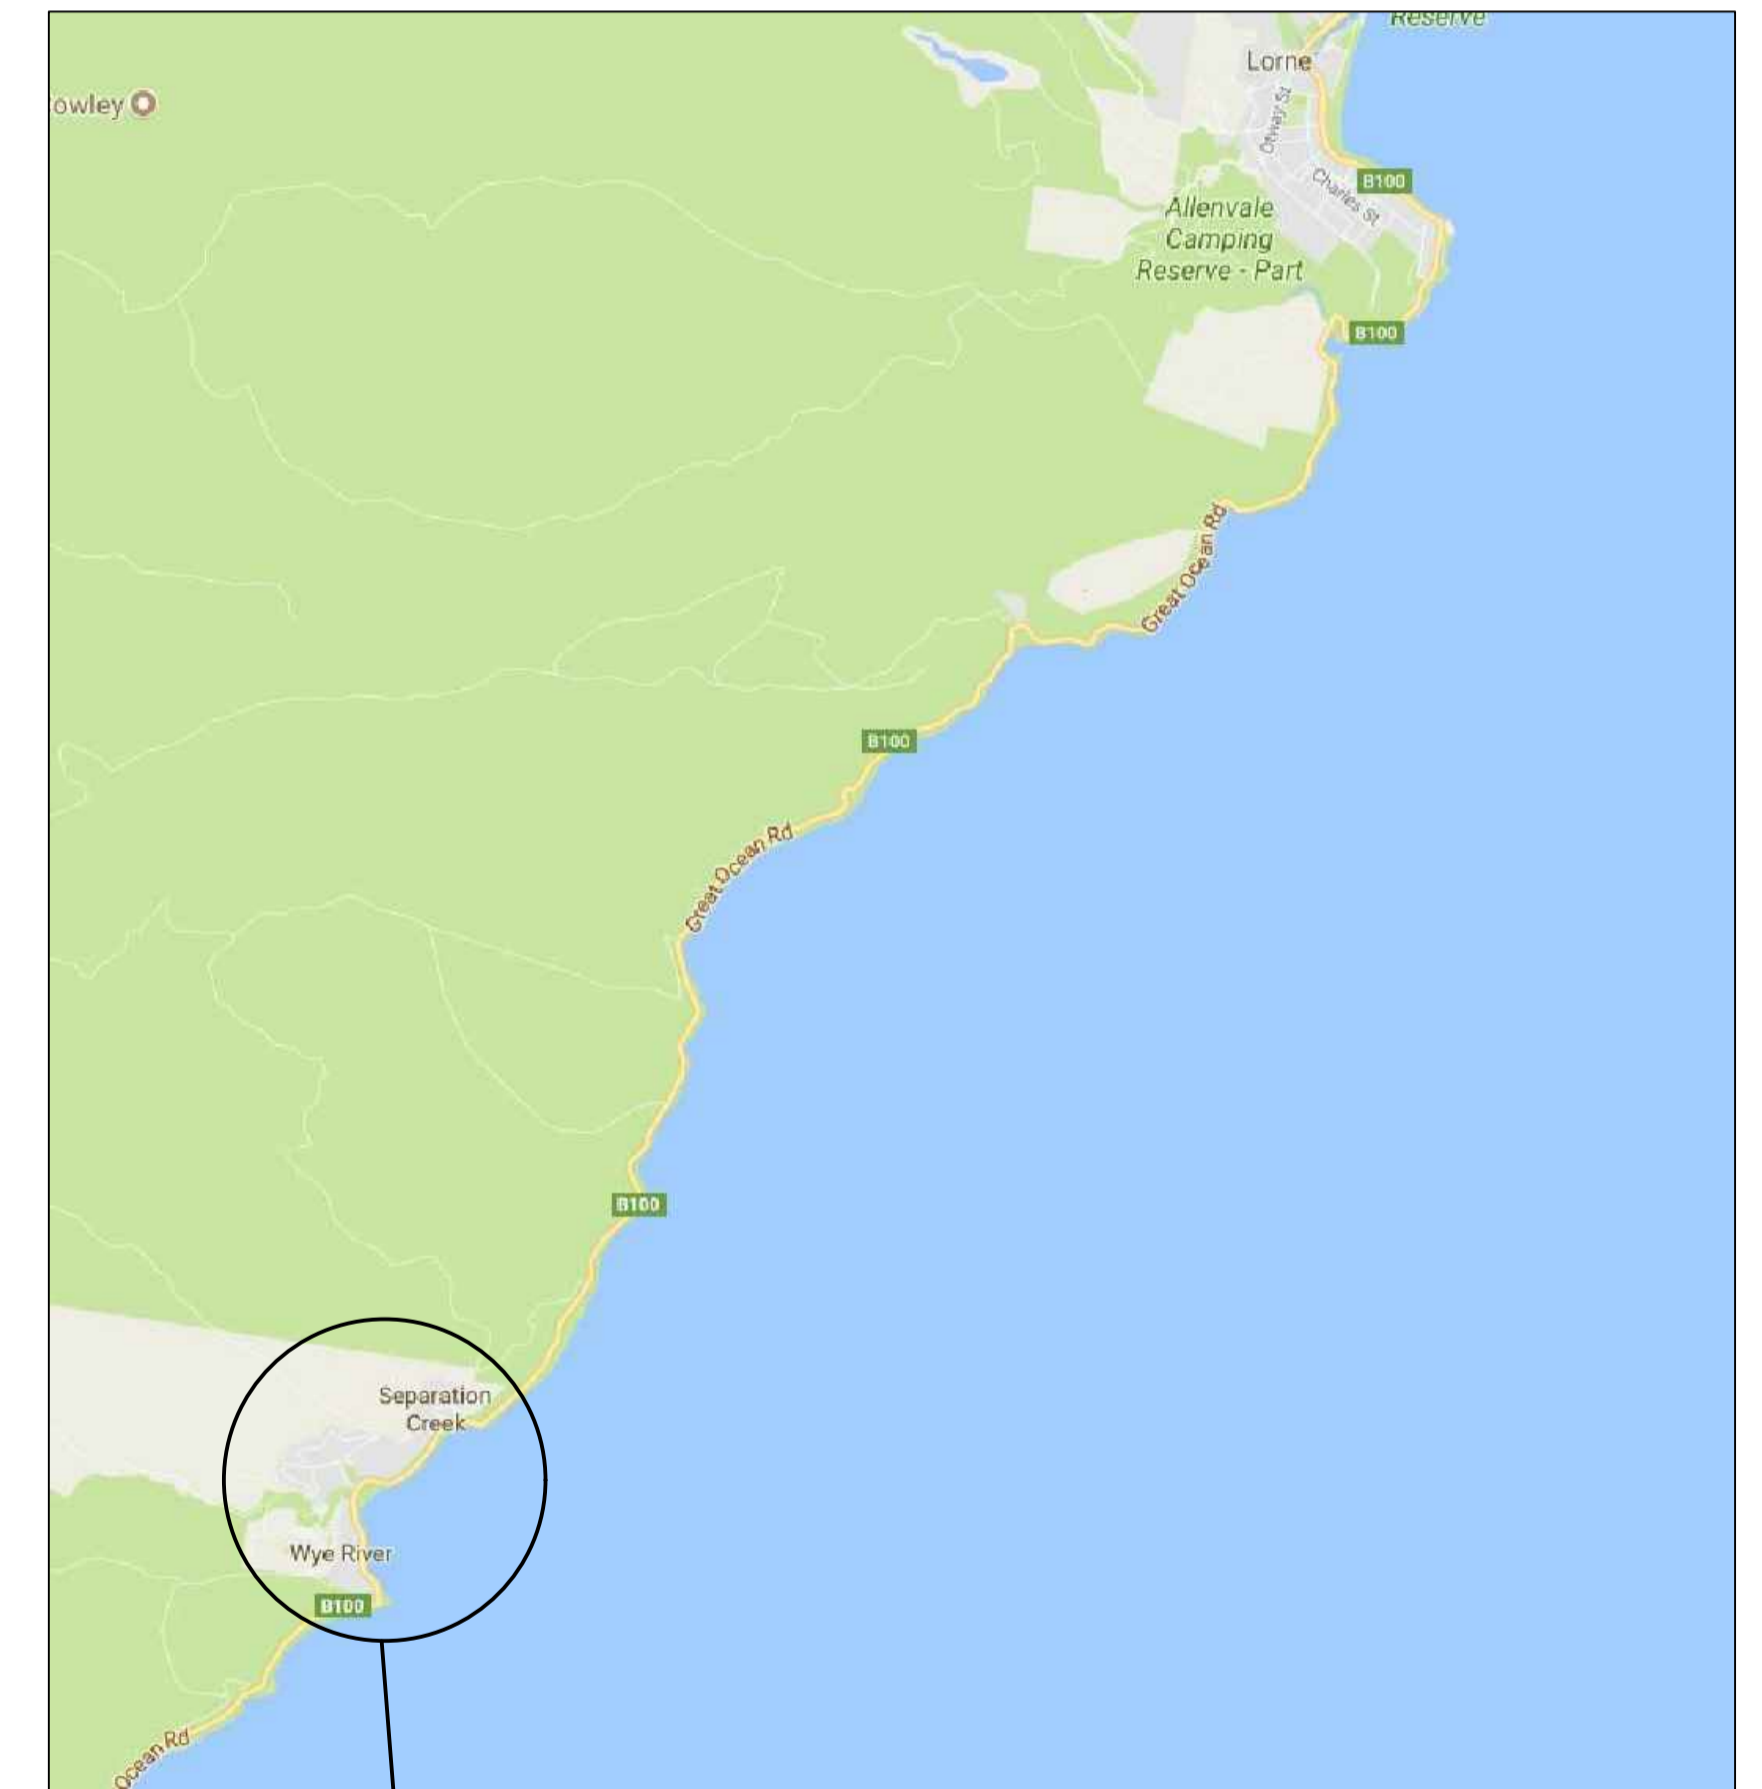 Reserve
Lorne
owley
Otway St
B100
Charles St
Allenvale
Camping
Reserve - Part
B100
Great Ocean Rd
B100
Great Ocean Rd
B100
Separation
Creek
Wye River
B100
Ocean Rd